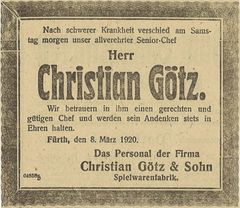 Nach schwerer Krankheit verschied am Sams-
tag morgen unser allverehrter Senior-Chef
Herr
Christian Götz.
Wir betrauern in ihm einen gerechten und
gütigen Chef und werden sein Andenken stets in
Ehren halten.
Fürth, den 8. März 1920.
Das Personal der Firma
Christian Götz & Sohn
Spielwarenfabrik.